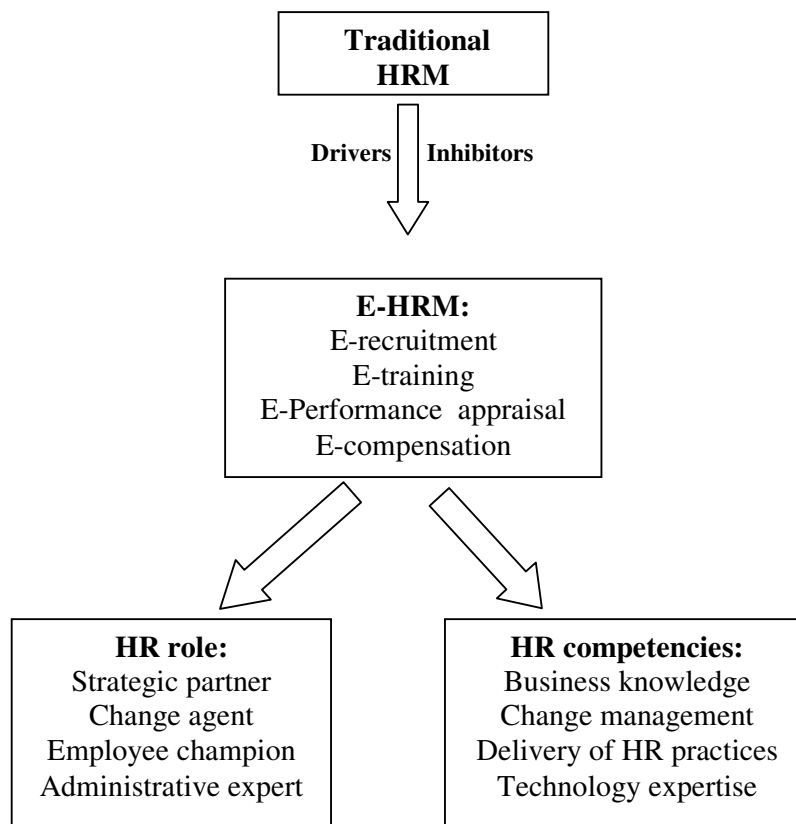 Traditional
HRM
Drivers Inhibitors
E-HRM:
E-recruitment
E-training
E-Performance appraisal
E-compensation
HR role:
Strategic partner
Change agent
Employee champion
Administrative expert
HR competencies:
Business knowledge
Change management
Delivery of HR practices
Technology expertise